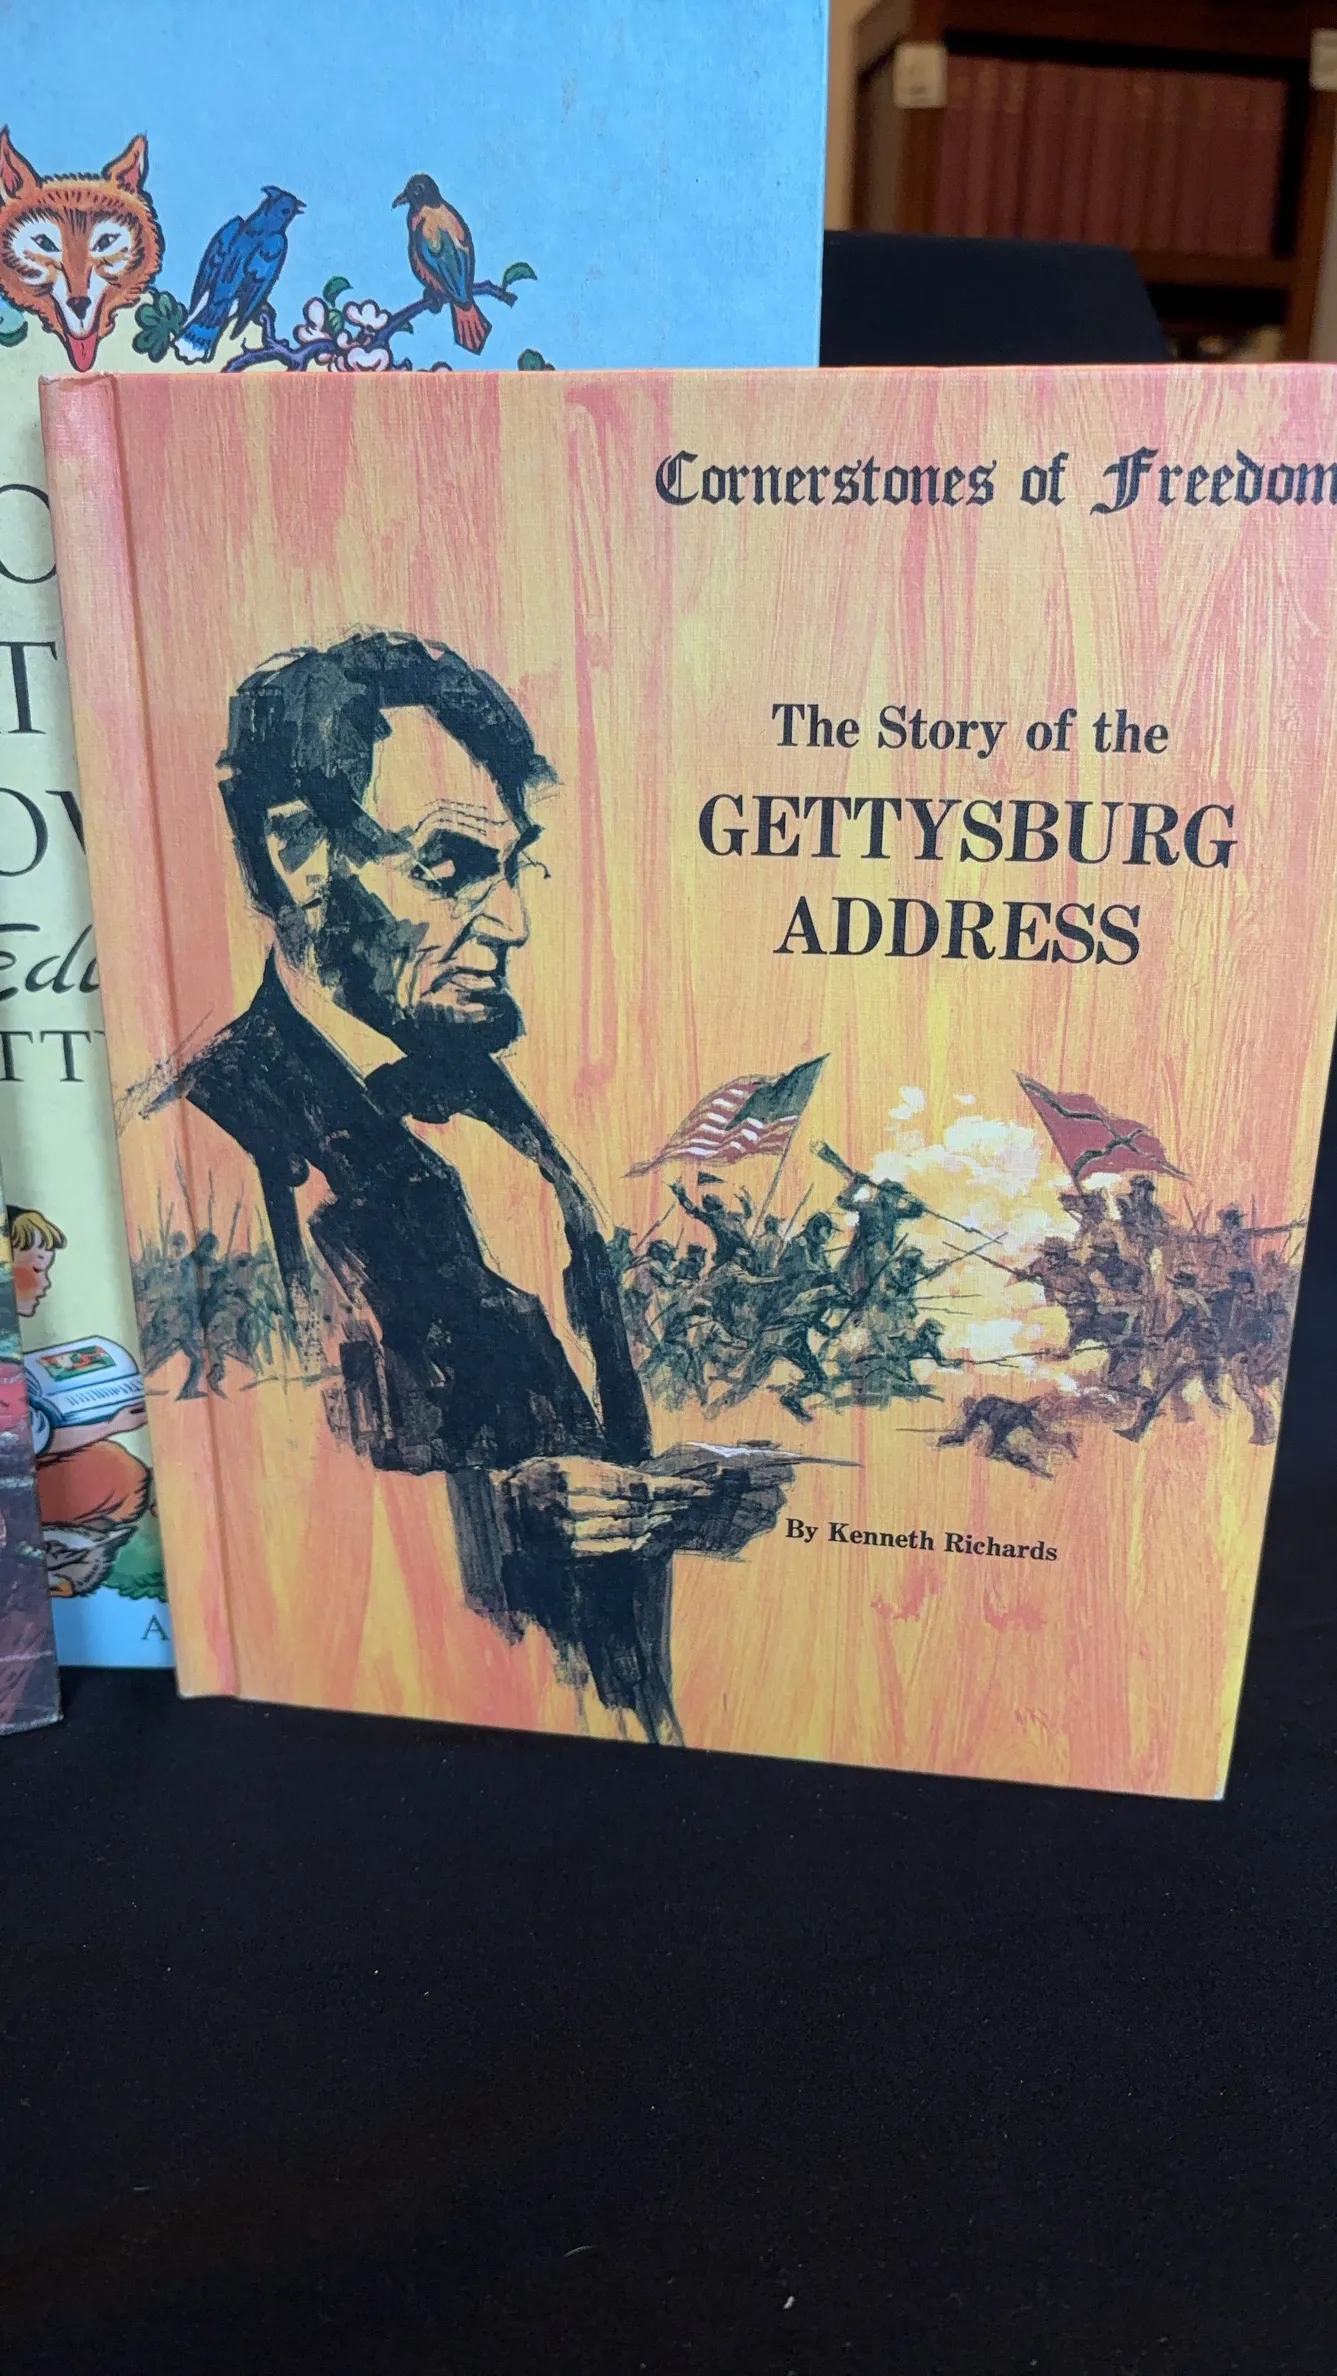 Cornerstones of Freedom
The Story of the
GETTYSBURG
ADDRESS
By Kenneth Richards